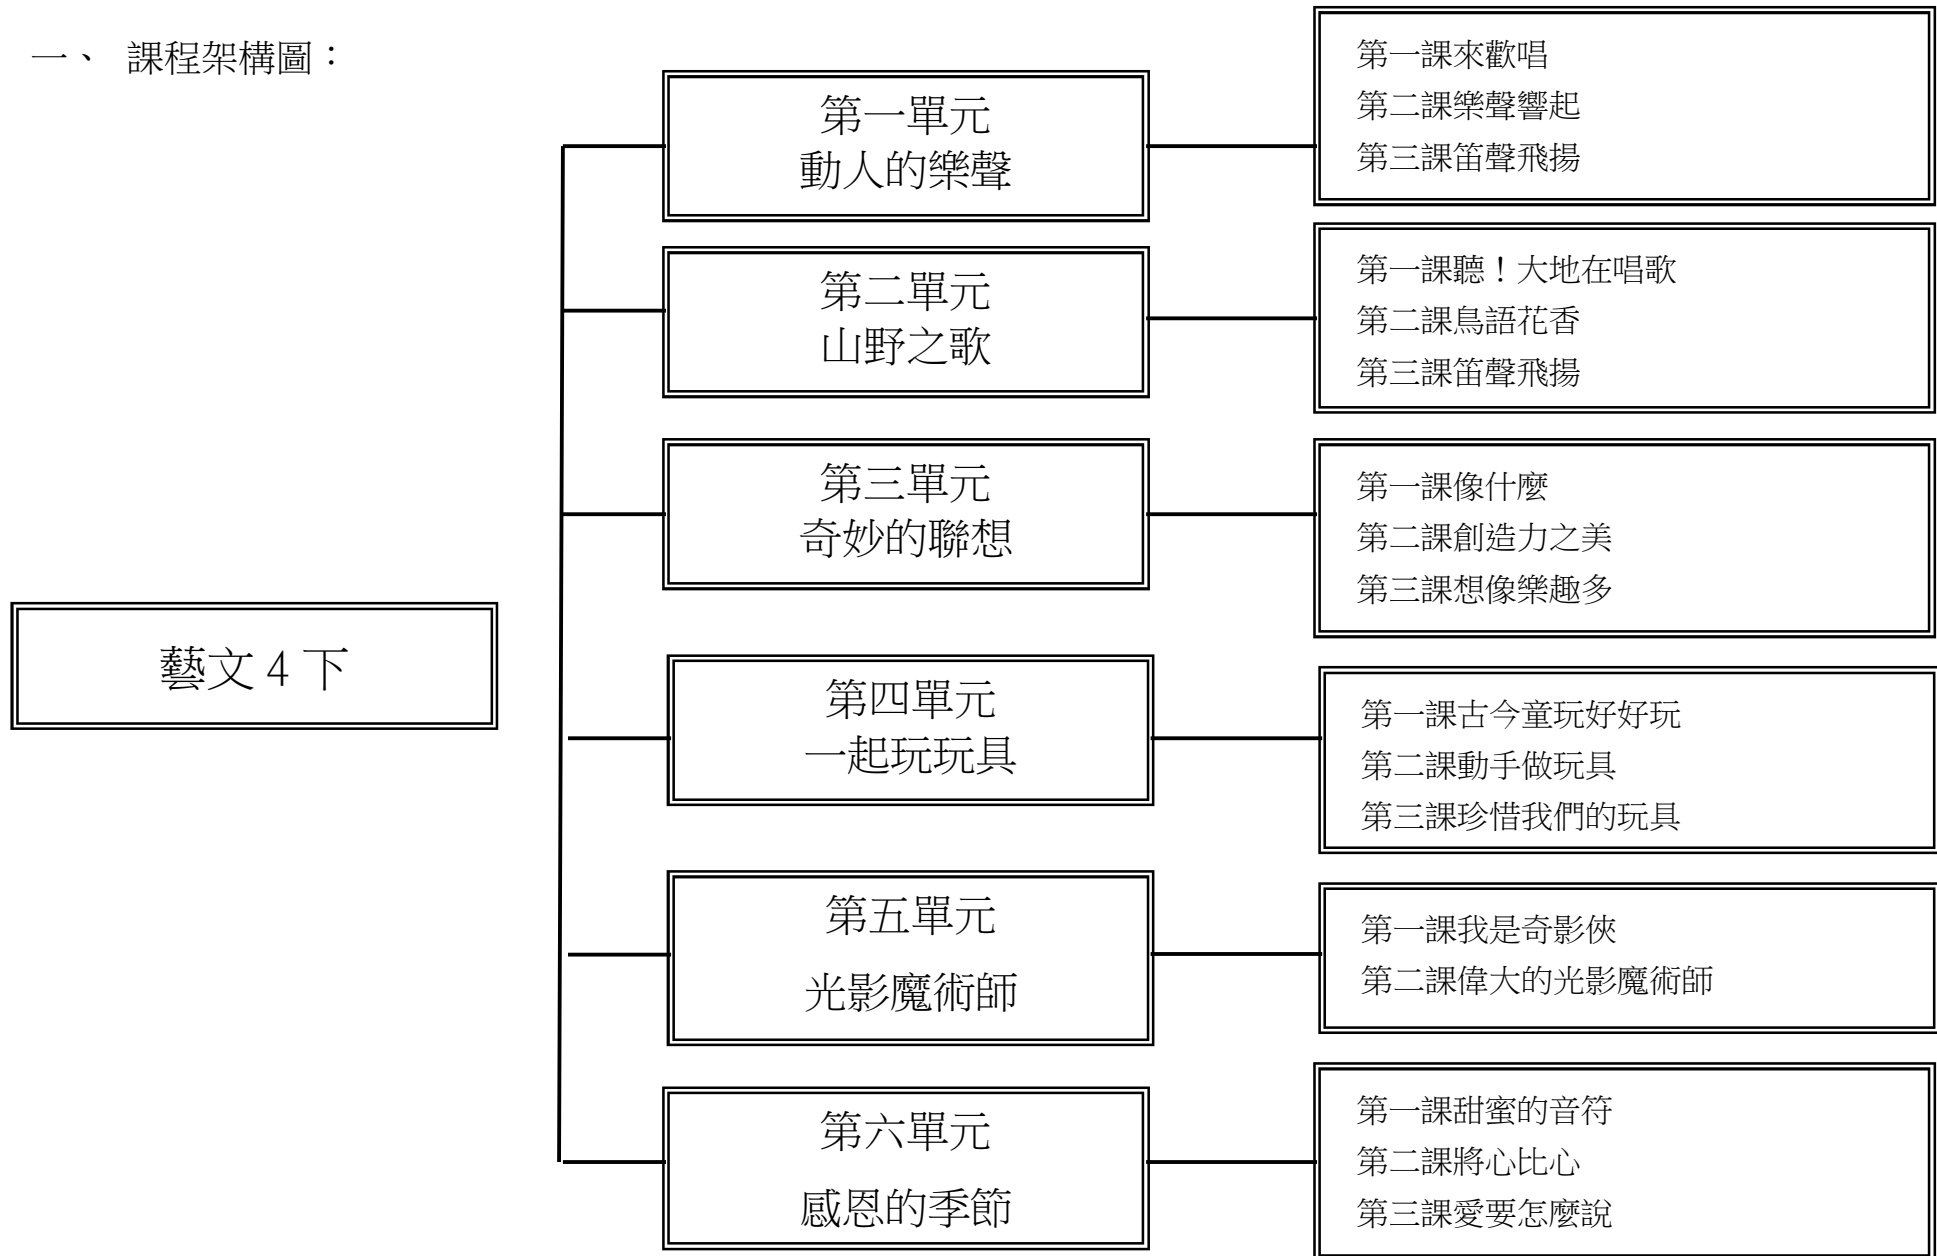 一、 課程架構圖：
藝文 4 下
第一單元
動人的樂聲
第一課來歡唱
第二課樂聲響起
第三課笛聲飛揚
第二單元
山野之歌
第一課聽！大地在唱歌
第二課鳥語花香
第三課笛聲飛揚
第三單元
奇妙的聯想
第一課像什麼
第二課創造力之美
第三課想像樂趣多
第四單元
一起玩玩具
第一課古今童玩好好玩
第二課動手做玩具
第三課珍惜我們的玩具
第五單元
光影魔術師
第一課我是奇影俠
第二課偉大的光影魔術師
第六單元
感恩的季節
第一課甜蜜的音符
第二課將心比心
第三課愛要怎麼說